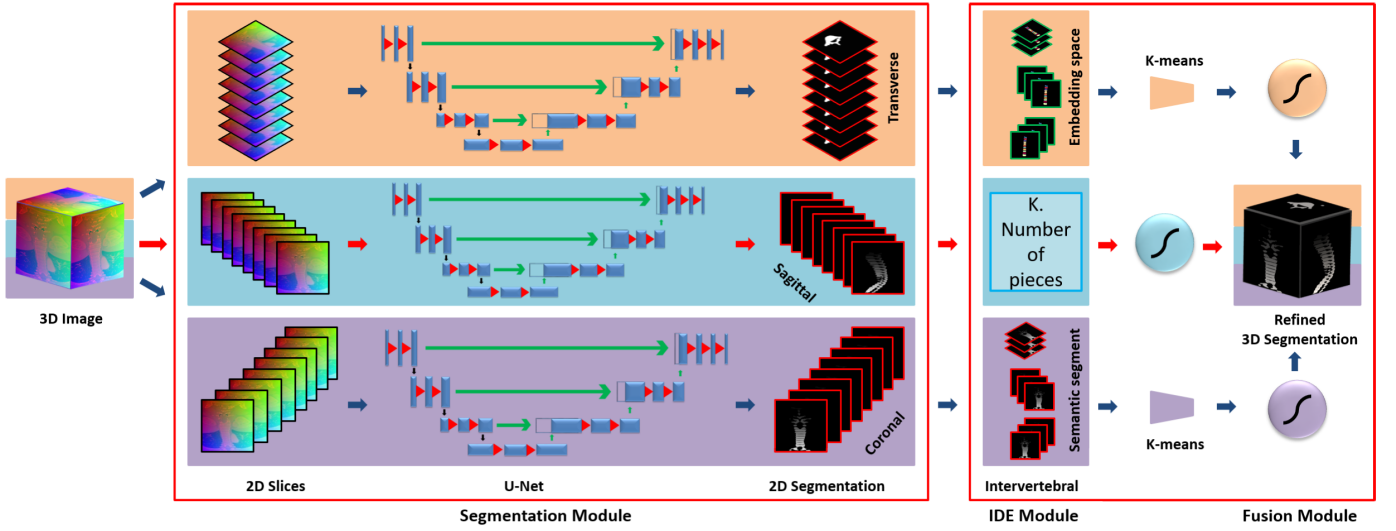 Transverse
Embedding space
K-means
3D Image
Sagittal
K.
Number
of
pieces
Refined
3D Segmentation
Coronal
Semantic segment
K-means
2D Slices
U-Net
2D Segmentation
Intervertebral
Segmentation Module
IDE Module
Fusion Module